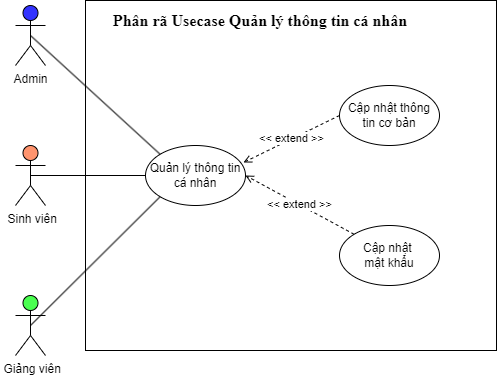 Phân rã Usecase Quản lý thông tin cá nhân
Admin
Cập nhật thông
tin cơ bản
<< extend >>
Quản lý thông tin
cá nhân
Sinh viên
<< extend >>
Cập nhật
mật khẩu
Giảng viên